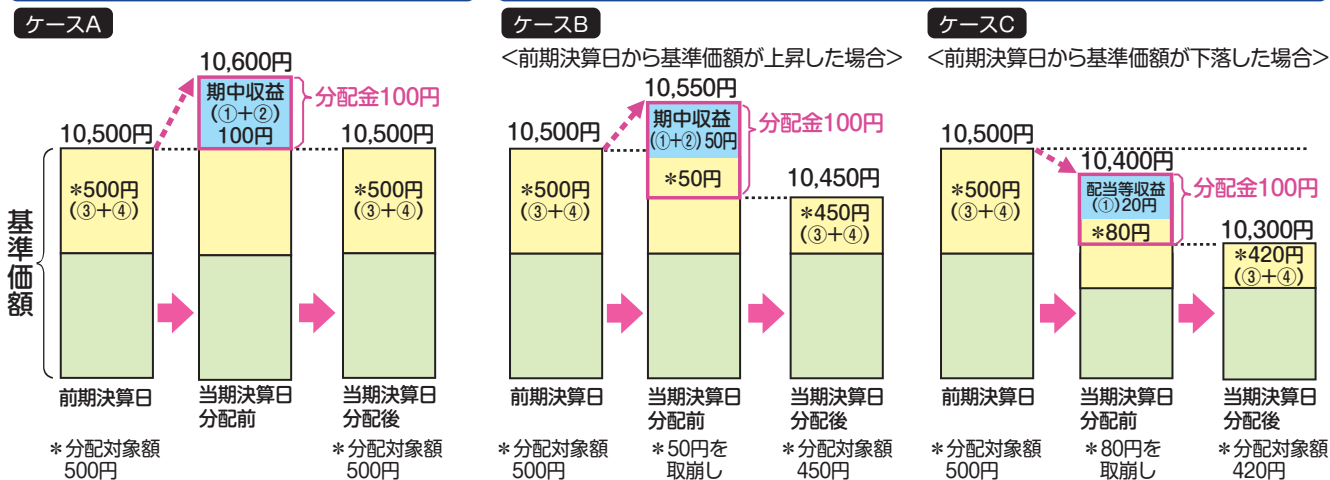 ケースA
10,600円
期中収益
(①+②)
100円
分配金100円
10,500円
10,500円
*500円
(③+④)
*500円
(③+④)
基準価額
前期決算日
当期決算日
分配前
当期決算日
分配後
*分配対象額
500円
*分配対象額
500円
ケースB
<前期決算日から基準価額が上昇した場合>
10,550円
期中収益
(①+②)50円
分配金100円
10,500円
*50円
10,450円
*500円
(③+④)
*450円
(③+④)
前期決算日
当期決算日
分配前
当期決算日
分配後
*分配対象額
500円
*50円を
取崩し
*分配対象額
450円
ケースC
<前期決算日から基準価額が下落した場合>
10,500円
10,400円
配当等収益
(①)20円
分配金100円
*500円
(③+④)
*80円
10,300円
*420円
(③+④)
前期決算日
当期決算日
分配前
当期決算日
分配後
*分配対象額
500円
*80円を
取崩し
*分配対象額
420円